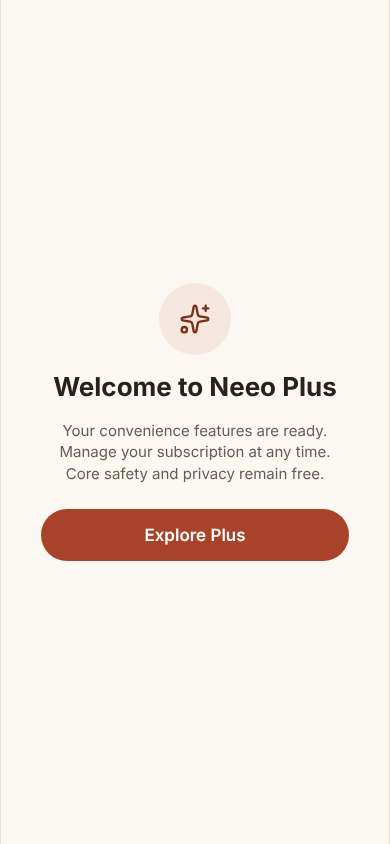 Welcome to Neeo Plus
Your convenience features are ready.
Manage your subscription at any time.
Core safety and privacy remain free.
Explore Plus